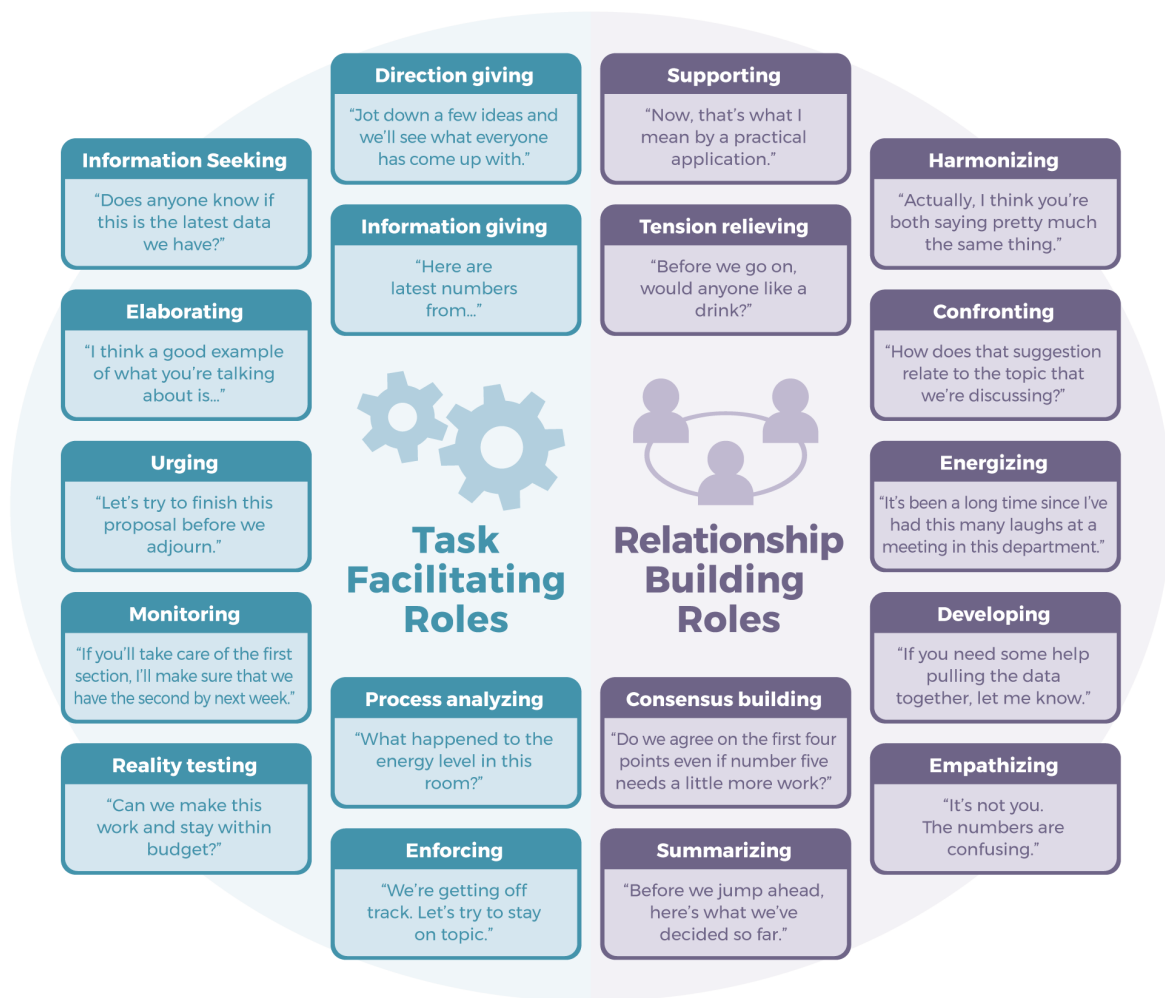 Direction giving
“Jot down a few ideas and
we’ll see what everyone
has come up with.”
Supporting
“Now, that’s what I
mean by a practical
application.”
Information Seeking
“Does anyone know if
this is the latest data
we have?”
Harmonizing
“Actually, I think you’re
both saying pretty much
the same thing.”
Information giving
“Here are
latest numbers
from...”
Tension relieving
“Before we go on,
would anyone like a
drink?”
Elaborating
“I think a good example
of what you’re talking
about is...”
Confronting
“How does that suggestion
relate to the topic that
we’re discussing?”
Urging
“Let’s try to finish this
proposal before we
adjourn.”
Task
Facilitating
Roles
Relationship
Building
Roles
Energizing
“It’s been a long time since I’ve
had this many laughs at a
meeting in this department.”
Monitoring
“If you’ll take care of the first
section, I’ll make sure that we
have the second by next week.”
Developing
“If you need some help
pulling the data
together, let me know.”
Process analyzing
“What happened to the
energy level in this
room?”
Consensus building
“Do we agree on the first four
points even if number five
needs a little more work?”
Reality testing
“Can we make this
work and stay within
budget?”
Empathizing
“It’s not you.
The numbers are
confusing.”
Enforcing
“We’re getting off
track. Let’s try to stay
on topic.”
Summarizing
“Before we jump ahead,
here’s what we’ve
decided so far.”